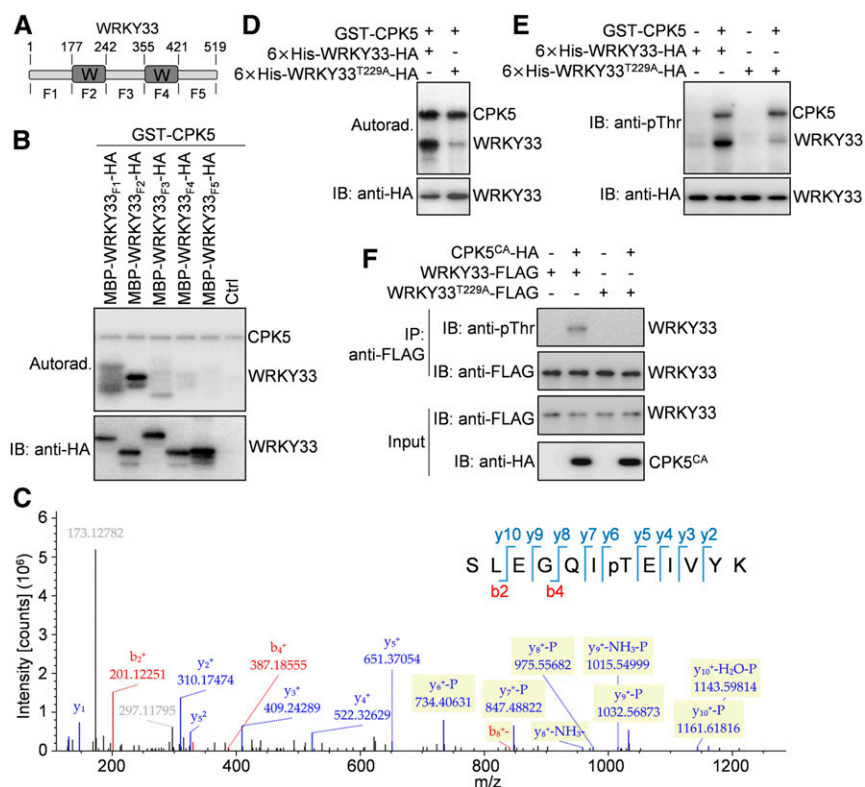 A
WRKY33
1 177 242 355 421 519
W W
F1 F2 F3 F4 F5
B
GST-CPK5
MBP-WRKY33F1-HA
MBP-WRKY33F2-HA
MBP-WRKY33F3-HA
MBP-WRKY33F4-HA
MBP-WRKY33F5-HA
Ctrl
Autorad.
CPK5
WRKY33
IB: anti-HA
WRKY33
D
GST-CPK5 + +
6×His-WRKY33-HA + -
6×His-WRKY33T229A-HA - +
Autorad.
CPK5
WRKY33
IB: anti-HA
WRKY33
E
GST-CPK5 - + - +
6×His-WRKY33-HA + + - -
6×His-WRKY33T229A-HA - - + +
IB: anti-pThr
CPK5
WRKY33
IB: anti-HA
WRKY33
F
CPK5CA-HA - + - +
WRKY33-FLAG + + - -
WRKY33T229A-FLAG - - + +
IP: anti-FLAG
IB: anti-pThr WRKY33
IB: anti-FLAG WRKY33
Input
IB: anti-FLAG WRKY33
IB: anti-HA CPK5CA
C
Intensity [counts] (10⁶)
6
5
4
3
2
1
0
200 400 600 800 1000 1200
m/z
173.12782
y₁
b₂⁺
201.12251
297.11795
y₂⁺
310.17474
y₅²
b₄⁺
387.18555
y₃⁺
409.24289
y₄⁺
522.32629
y₅⁺
651.37054
y₆⁺-P
734.40631
y₇⁺-P
847.48822
b₈⁺-
y₈⁺-P
975.55682
y₈⁺-NH₃-
y₉⁺-NH₃-P
1015.54999
y₉⁺-P
1032.56873
y₁₀⁺-H₂O-P
1143.59814
y₁₀⁺-P
1161.61816
y10 y9 y8 y7 y6 y5 y4 y3 y2
S L E G Q I pT E I V Y K
b2 b4